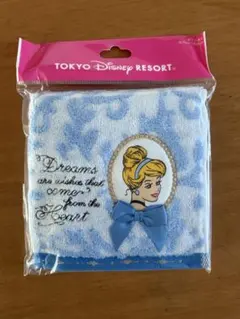 TOKYO Disney RESORT
Dreams
are wishes that
come
from the
Heart